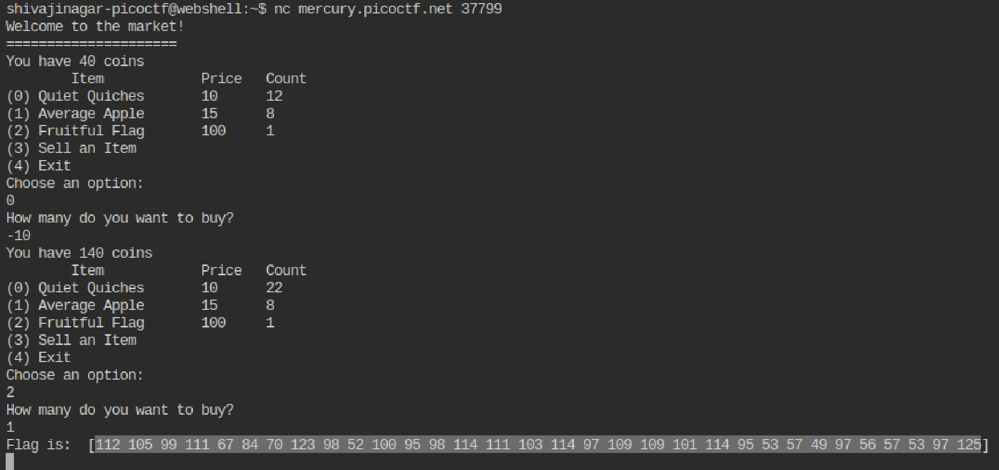 shivajinagar-picoctf@webshell:~$ nc mercury.picoctf.net 37799
Welcome to the market!
=====================
You have 40 coins
        Item            Price   Count
(0) Quiet Quiches       10      12
(1) Average Apple       15      8
(2) Fruitful Flag       100     1
(3) Sell an Item
(4) Exit
Choose an option:
0
How many do you want to buy?
-10
You have 140 coins
        Item            Price   Count
(0) Quiet Quiches       10      22
(1) Average Apple       15      8
(2) Fruitful Flag       100     1
(3) Sell an Item
(4) Exit
Choose an option:
2
How many do you want to buy?
1
Flag is:  [112 105 99 111 67 84 70 123 98 52 100 95 98 114 111 103 114 97 109 109 101 114 95 53 57 49 97 56 57 53 97 125]